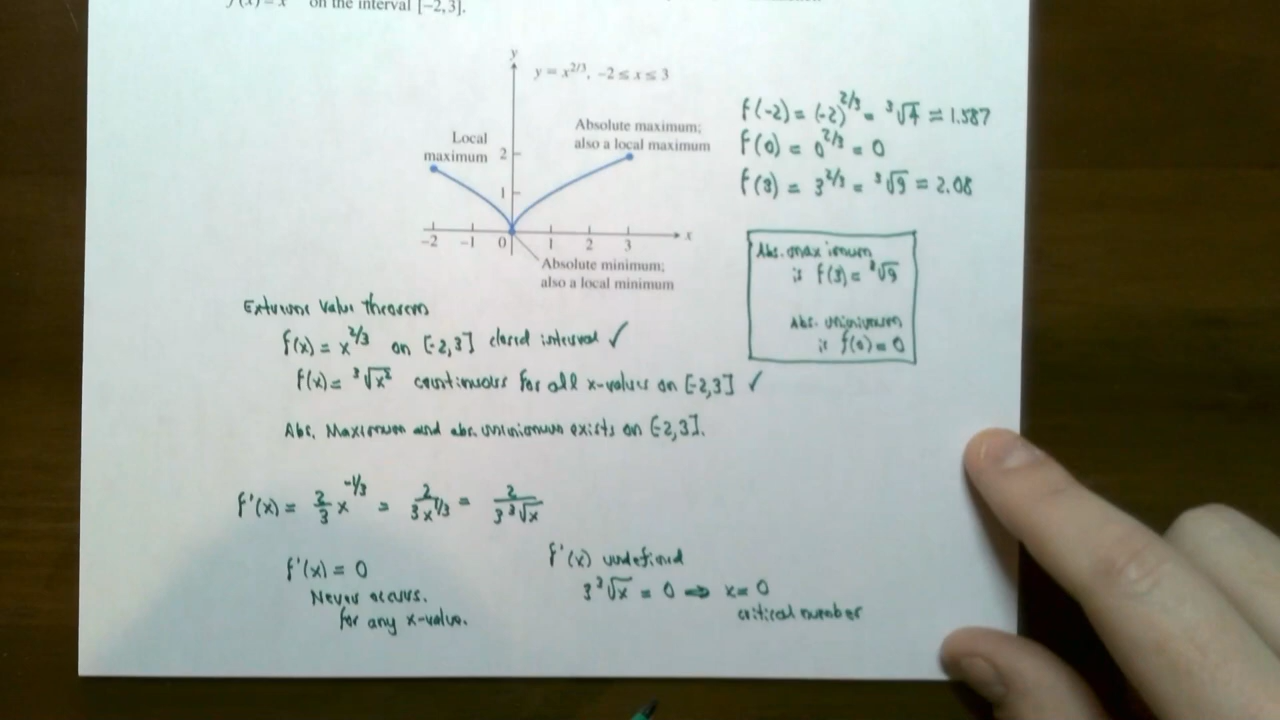 f(x) = x on the interval [−2, 3].
y
y = x^{2/3}, −2 ≤ x ≤ 3
Absolute maximum;
also a local maximum
Local
maximum
2
1
−2 −1 0 1 2 3 x
Absolute minimum;
also a local minimum
f(-2) = (-2)^{2/3} = ³√4 = 1.587
f(0) = 0^{2/3} = 0
f(3) = 3^{2/3} = ³√9 = 2.08
Abs. maximum
is f(3) = ³√9
Abs. minimum
is f(0) = 0
Extreme Value Theorem
f(x) = x^{2/3} on [-2,3] closed interval ✓
f(x) = ³√x² continuous for all x-values on [-2,3] ✓
Abs. Maximum and abs. minimum exists on [-2,3].
f'(x) = 2/3 x^{-1/3} = 2/3x^{1/3} = 2/3³√x
f'(x) = 0
Never occurs.
for any x-value.
f'(x) undefined
3³√x = 0 ⇒ x = 0
critical number